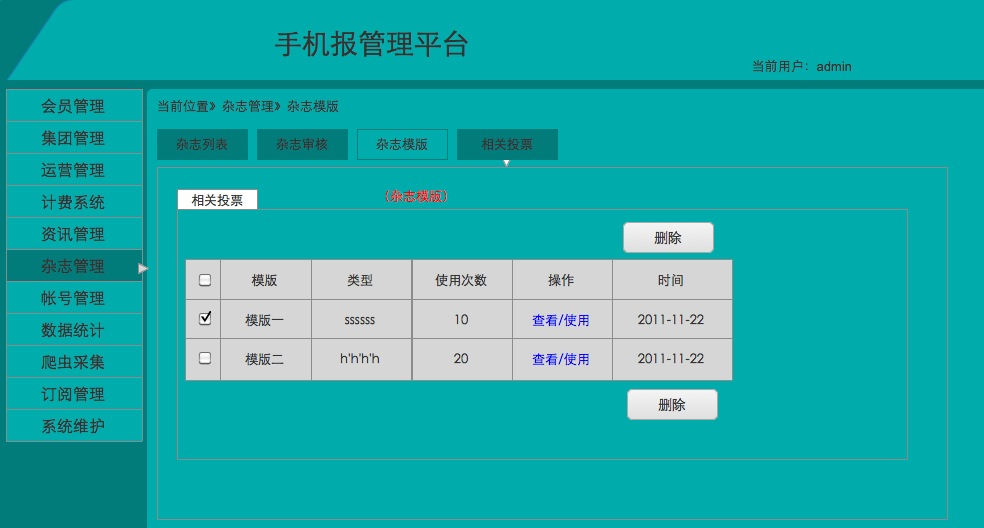 手机报管理平台
当前用户：admin
会员管理
集团管理
运营管理
计费系统
资讯管理
杂志管理
帐号管理
数据统计
爬虫采集
订阅管理
系统维护
当前位置》杂志管理》杂志模版
杂志列表 杂志审核 杂志模版 相关投票
相关投票 （杂志模版）
删除
模版 类型 使用次数 操作 时间
模版一 ssssss 10 查看/使用 2011-11-22
模版二 h'h'h'h 20 查看/使用 2011-11-22
删除